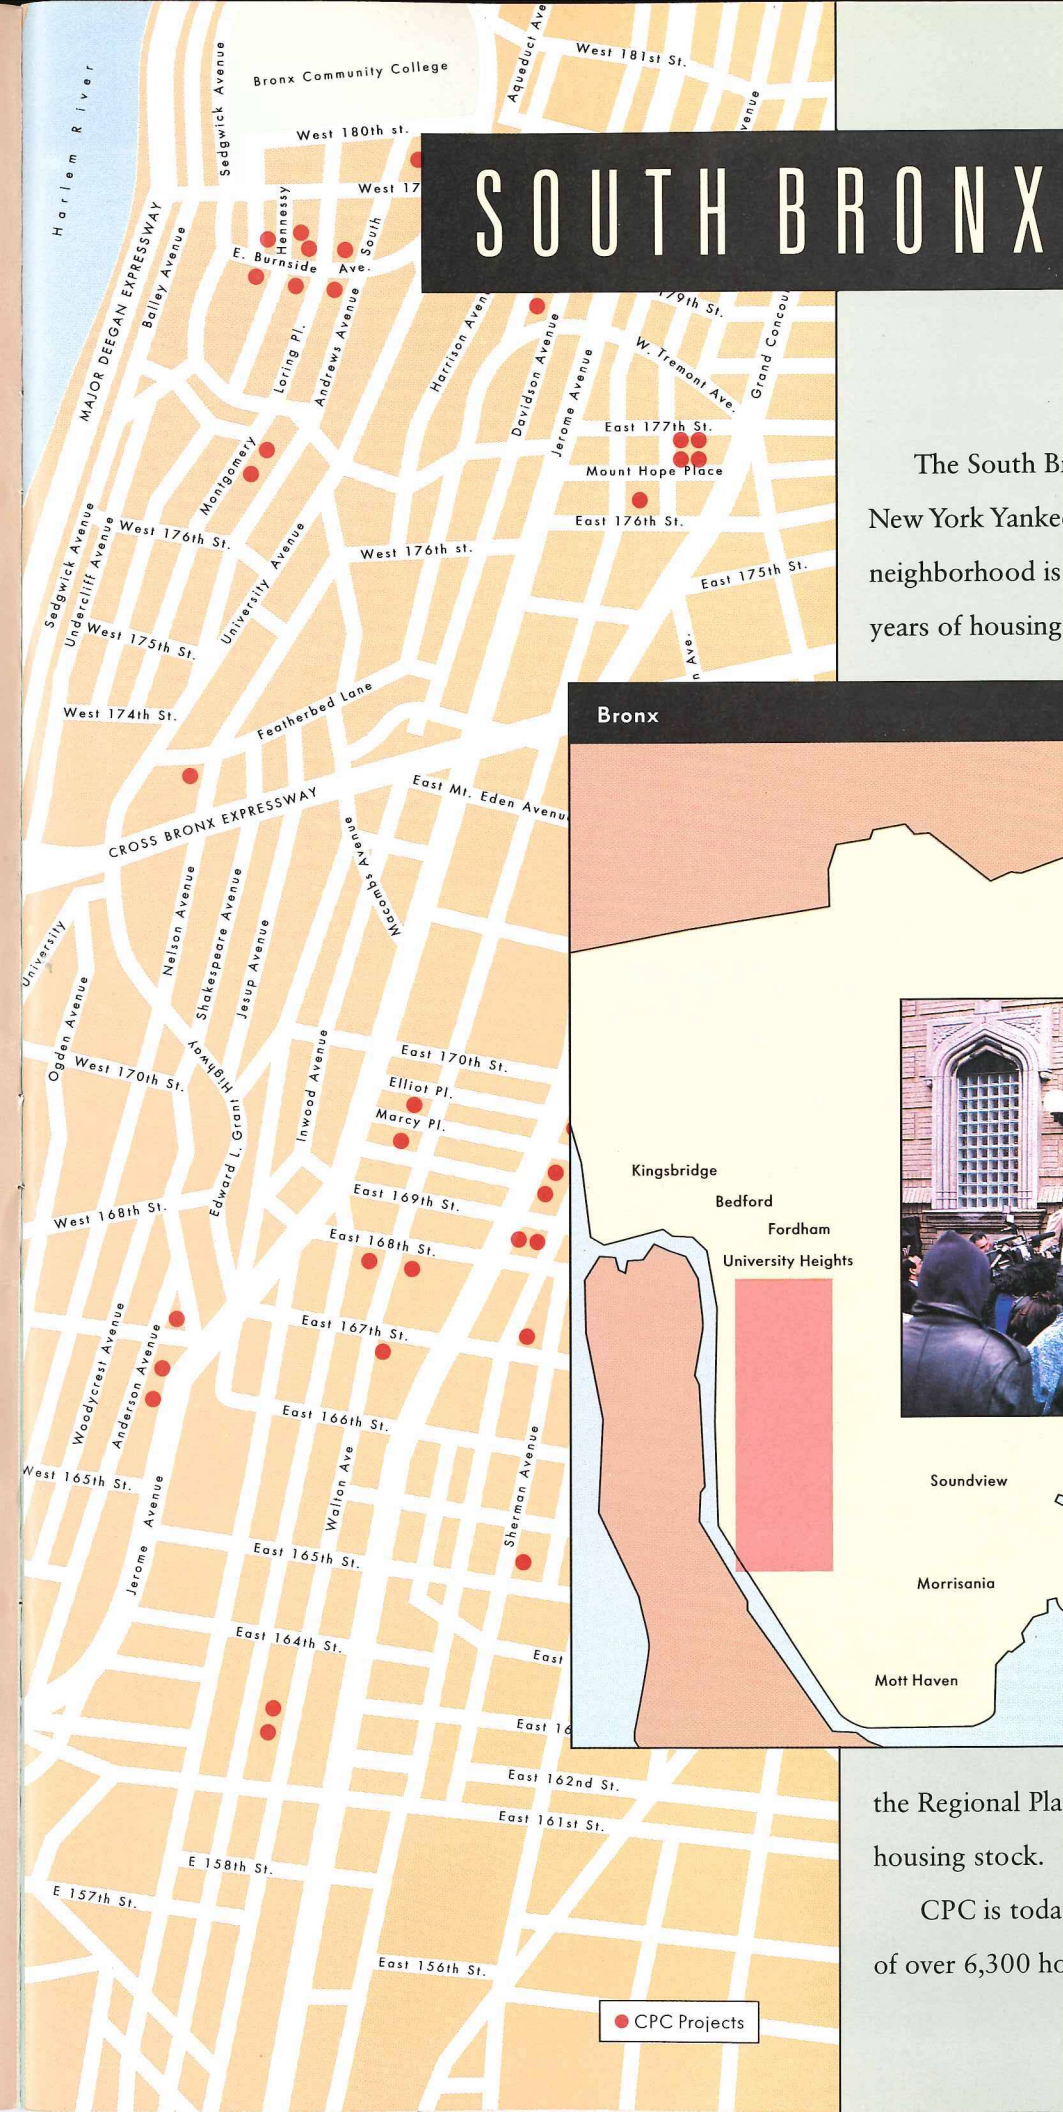 Harlem River
Sedgwick Avenue
Bronx Community College
Aqueduct Ave
West 181st St.
West 180th st.
West 17
SOUTH BRONX
MAJOR DEEGAN EXPRESSWAY
Bailey Avenue
Hennessy
South
E. Burnside Ave.
Loring Pl.
Andrews Avenue
Harrison Aven
Davidson Avenue
Jerome Avenue
179th St.
W. Tremont Ave.
Grand Concou
East 177th St.
Mount Hope Place
East 176th St.
Montgomery
West 176th St.
West 176th st.
Sedgwick Avenue
Undercliff Avenue
University Avenue
East 175th St.
West 175th St.
n Ave.
West 174th St.
Featherbed Lane
The South B
New York Yanke
neighborhood is
years of housing
CROSS BRONX EXPRESSWAY
East Mt. Eden Avenu
Macombs Avenue
Nelson Avenue
Shakespeare Avenue
Jesup Avenue
University
Ogden Avenue
West 170th St.
Edward L. Grant Highway
Inwood Avenue
East 170th St.
Elliot Pl.
Marcy Pl.
East 169th St.
West 168th St.
East 168th St.
East 167th St.
Woodycrest Avenue
Anderson Avenue
East 166th St.
West 165th St.
Jerome Avenue
Walton Ave
Sherman Avenue
East 165th St.
East 164th St.
East
East 16
East 162nd St.
East 161st St.
E 158th St.
E 157th St.
East 156th St.
CPC Projects
Bronx
Kingsbridge
Bedford
Fordham
University Heights
Soundview
Morrisania
Mott Haven
the Regional Pla
housing stock.
CPC is toda
of over 6,300 ho